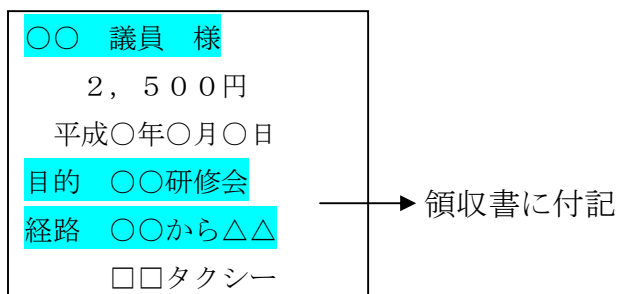 ○○　議員　様
２，５００円
平成○年○月○日
目的　○○研修会
経路　○○から△△
□□タクシー
領収書に付記